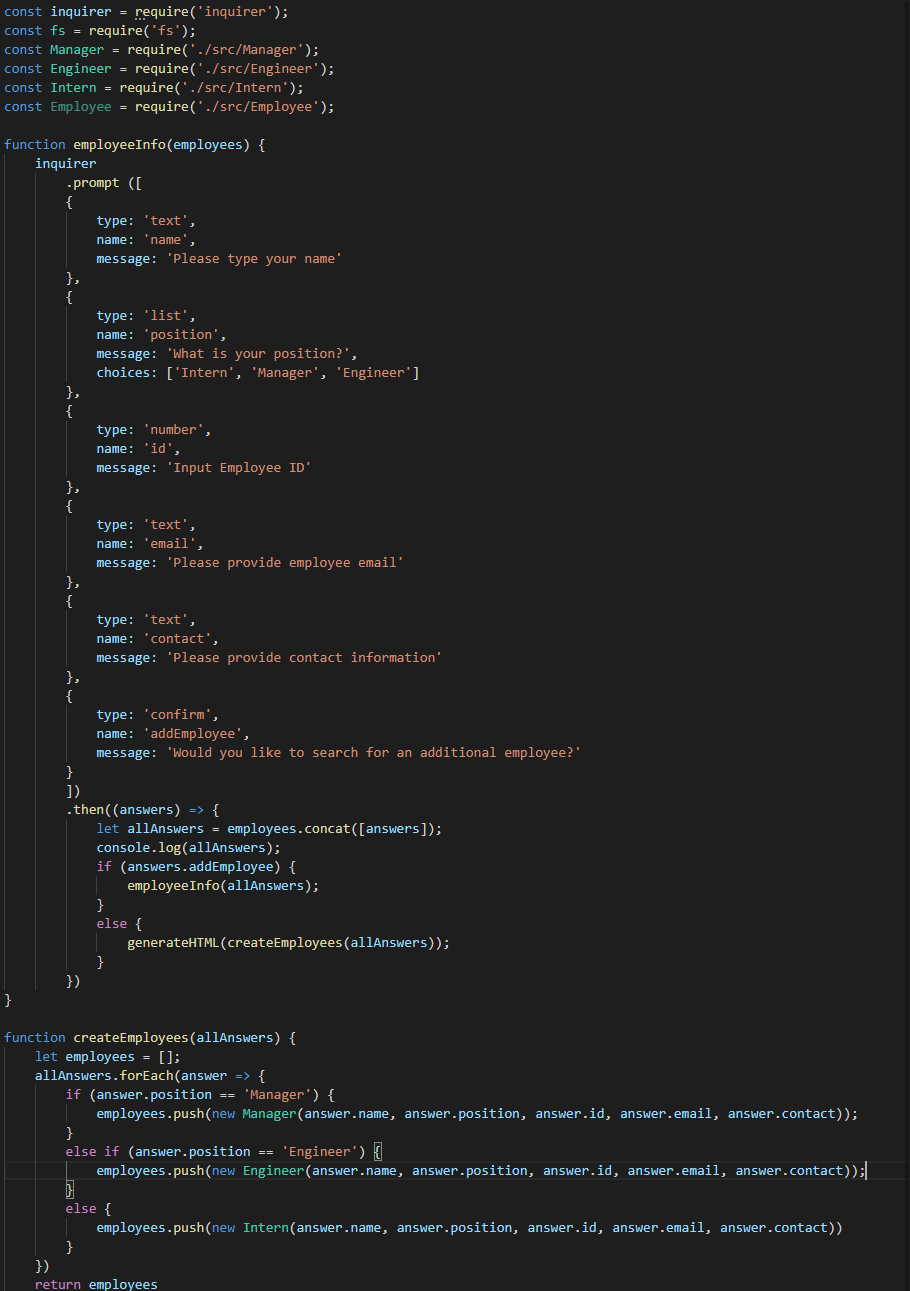 const inquirer = require('inquirer');
const fs = require('fs');
const Manager = require('./src/Manager');
const Engineer = require('./src/Engineer');
const Intern = require('./src/Intern');
const Employee = require('./src/Employee');

function employeeInfo(employees) {
    inquirer
        .prompt ([
        {
            type: 'text',
            name: 'name',
            message: 'Please type your name'
        },
        {
            type: 'list',
            name: 'position',
            message: 'What is your position?',
            choices: ['Intern', 'Manager', 'Engineer']
        },
        {
            type: 'number',
            name: 'id',
            message: 'Input Employee ID'
        },
        {
            type: 'text',
            name: 'email',
            message: 'Please provide employee email'
        },
        {
            type: 'text',
            name: 'contact',
            message: 'Please provide contact information'
        },
        {
            type: 'confirm',
            name: 'addEmployee',
            message: 'Would you like to search for an additional employee?'
        }
        ])
        .then((answers) => {
            let allAnswers = employees.concat([answers]);
            console.log(allAnswers);
            if (answers.addEmployee) {
                employeeInfo(allAnswers);
            }
            else {
                generateHTML(createEmployees(allAnswers));
            }
        })
}

function createEmployees(allAnswers) {
    let employees = [];
    allAnswers.forEach(answer => {
        if (answer.position == 'Manager') {
            employees.push(new Manager(answer.name, answer.position, answer.id, answer.email, answer.contact));
        }
        else if (answer.position == 'Engineer') {
            employees.push(new Engineer(answer.name, answer.position, answer.id, answer.email, answer.contact));
        }
        else {
            employees.push(new Intern(answer.name, answer.position, answer.id, answer.email, answer.contact))
        }
    })
    return employees